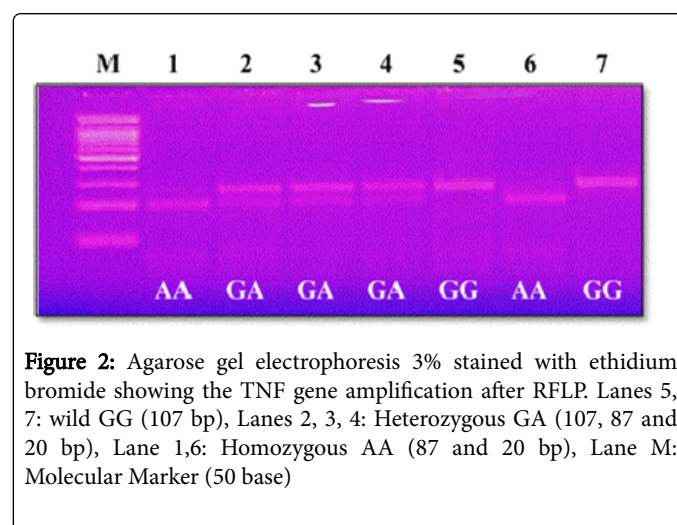 M 1 2 3 4 5 6 7
AA GA GA GA GG AA GG
Figure 2: Agarose gel electrophoresis 3% stained with ethidium
bromide showing the TNF gene amplification after RFLP. Lanes 5,
7: wild GG (107 bp), Lanes 2, 3, 4: Heterozygous GA (107, 87 and
20 bp), Lane 1,6: Homozygous AA (87 and 20 bp), Lane M:
Molecular Marker (50 base)